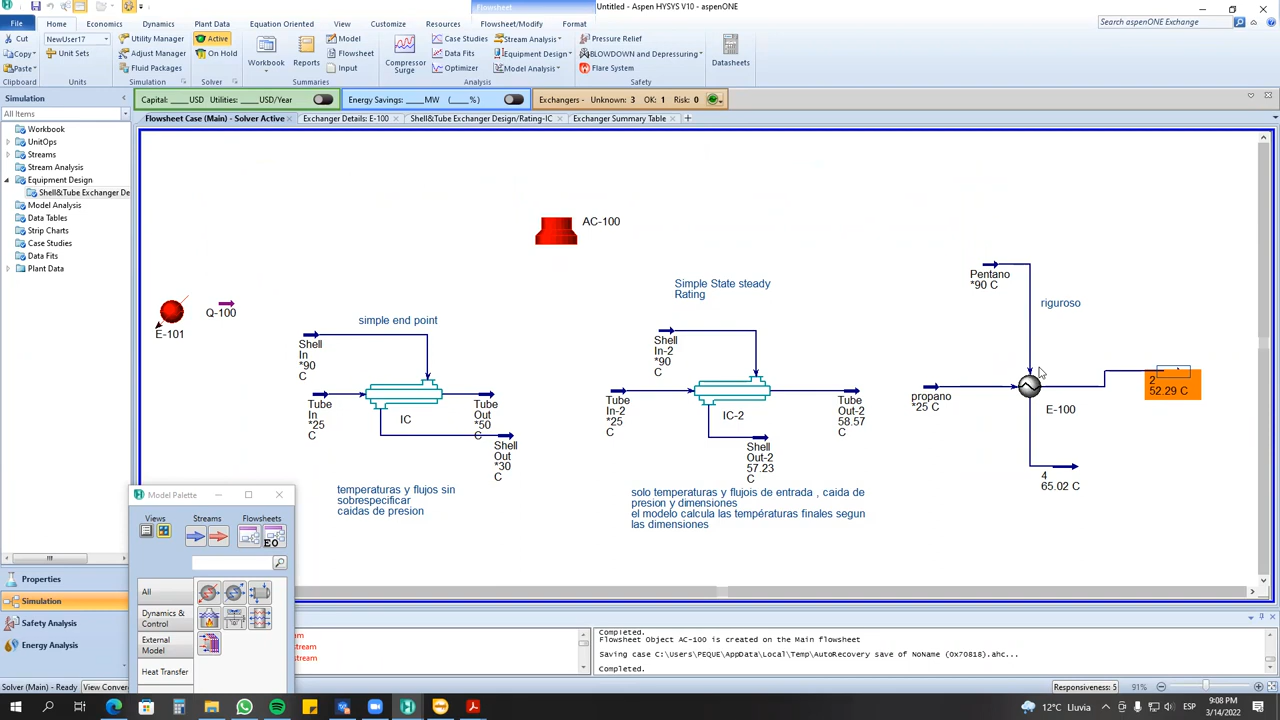 Flowsheet
Untitled - Aspen HYSYS V10 - aspenONE
File
Home
Economics
Dynamics
Plant Data
Equation Oriented
View
Customize
Resources
Flowsheet/Modify
Format
Search aspenONE Exchange
Cut
Copy
Paste
Clipboard
NewUser17
Unit Sets
Units
Utility Manager
Adjust Manager
Fluid Packages
Simulation
Active
On Hold
Solver
Workbook
Reports
Model
Flowsheet
Input
Summaries
Compressor
Surge
Case Studies
Data Fits
Optimizer
Stream Analysis
Equipment Design
Model Analysis
Analysis
Pressure Relief
BLOWDOWN and Depressuring
Flare System
Safety
Datasheets
Simulation
All Items
Workbook
UnitOps
Streams
Stream Analysis
Equipment Design
Shell&Tube Exchanger De
Model Analysis
Data Tables
Strip Charts
Case Studies
Data Fits
Plant Data
Properties
Simulation
Safety Analysis
Energy Analysis
Capital: ____USD Utilities: ____USD/Year
Energy Savings: ____MW (____%)
Exchangers - Unknown: 3 OK: 1 Risk: 0
Flowsheet Case (Main) - Solver Active
Exchanger Details: E-100
Shell&Tube Exchanger Design/Rating-IC
Exchanger Summary Table
AC-100
E-101
Q-100
simple end point
Shell
In
*90
C
Tube
In
*25
C
IC
Tube
Out
*50
C
Shell
Out
*30
C
temperaturas y flujos sin
sobrespecificar
caidas de presion
Simple State steady
Rating
Shell
In-2
*90
C
Tube
In-2
*25
C
IC-2
Tube
Out-2
58.57
C
Shell
Out-2
57.23
C
solo temperaturas y flujois de entrada , caida de
presion y dimensiones
el modelo calcula las températuras finales segun
las dimensiones
Pentano
*90 C
riguroso
propano
*25 C
E-100
2
52.29 C
4
65.02 C
Model Palette
Views
Streams
Flowsheets
EO
All
Dynamics &
Control
External
Model
Heat Transfer
stream
stream
Completed.
Flowsheet Object AC-100 is created on the Main flowsheet
Saving case C:\Users\PEQUE\AppData\Local\Temp\AutoRecovery save of NoName (0x70818).ahc...
Completed.
Solver (Main) - Ready
View Conver
Responsiveness: 5
91%
12°C Lluvia
ESP
9:08 PM
3/14/2022